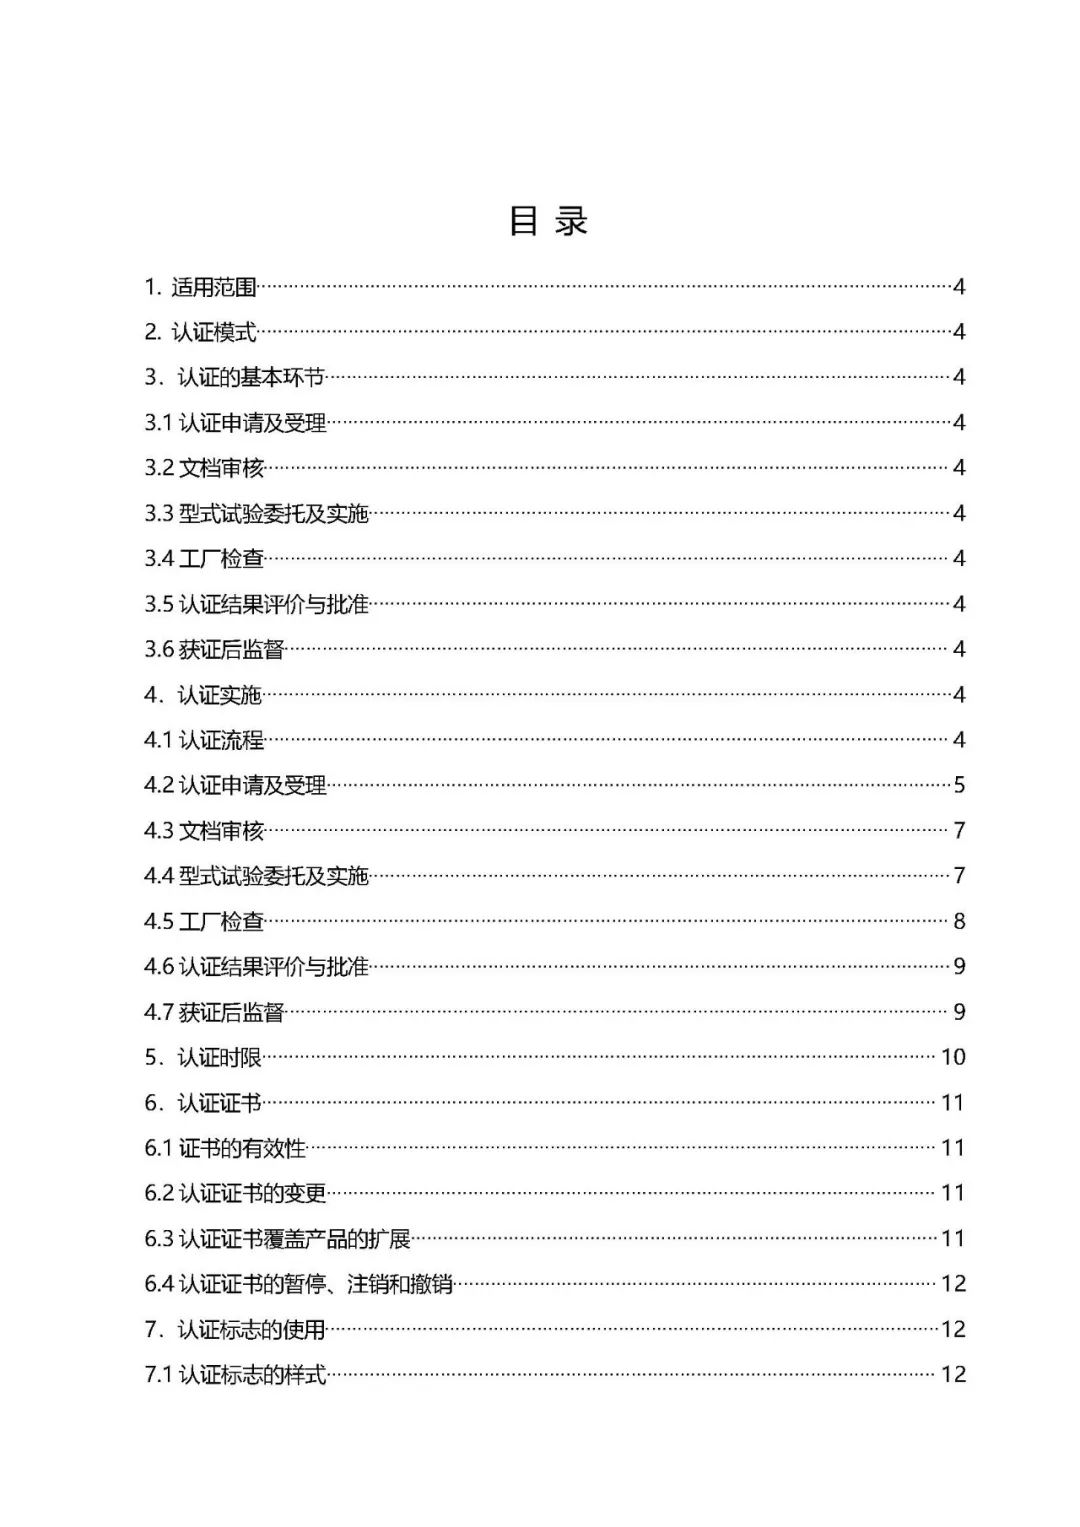 目 录
1. 适用范围························4
2. 认证模式························4
3. 认证的基本环节························4
3.1 认证申请及受理························4
3.2 文档审核························4
3.3 型式试验委托及实施························4
3.4 工厂检查························4
3.5 认证结果评价与批准························4
3.6 获证后监督························4
4. 认证实施························4
4.1 认证流程························4
4.2 认证申请及受理························5
4.3 文档审核························7
4.4 型式试验委托及实施························7
4.5 工厂检查························8
4.6 认证结果评价与批准························9
4.7 获证后监督························9
5. 认证时限························10
6. 认证证书························11
6.1 证书的有效性························11
6.2 认证证书的变更························11
6.3 认证证书覆盖产品的扩展························11
6.4 认证证书的暂停、注销和撤销························12
7. 认证标志的使用························12
7.1 认证标志的样式························12